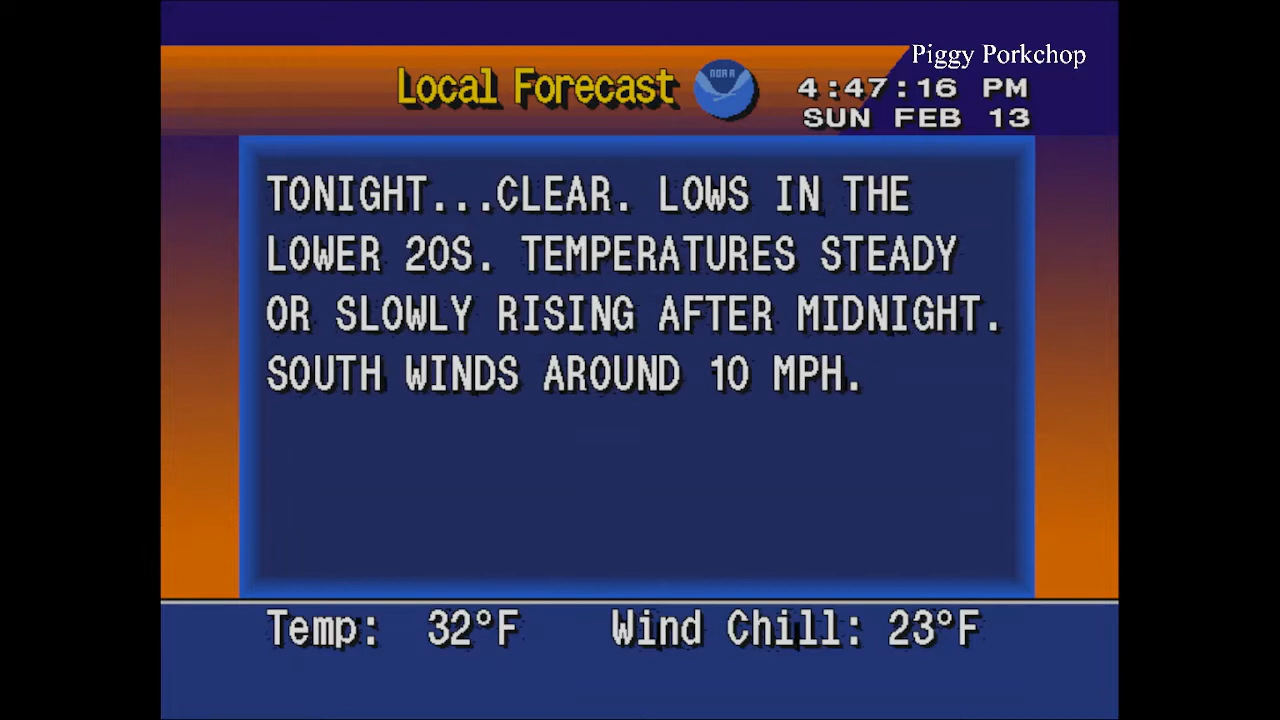 Piggy Porkchop
Local Forecast
NOAA
4:47:16 PM
SUN FEB 13
TONIGHT...CLEAR. LOWS IN THE
LOWER 20S. TEMPERATURES STEADY
OR SLOWLY RISING AFTER MIDNIGHT.
SOUTH WINDS AROUND 10 MPH.
Temp: 32°F Wind Chill: 23°F